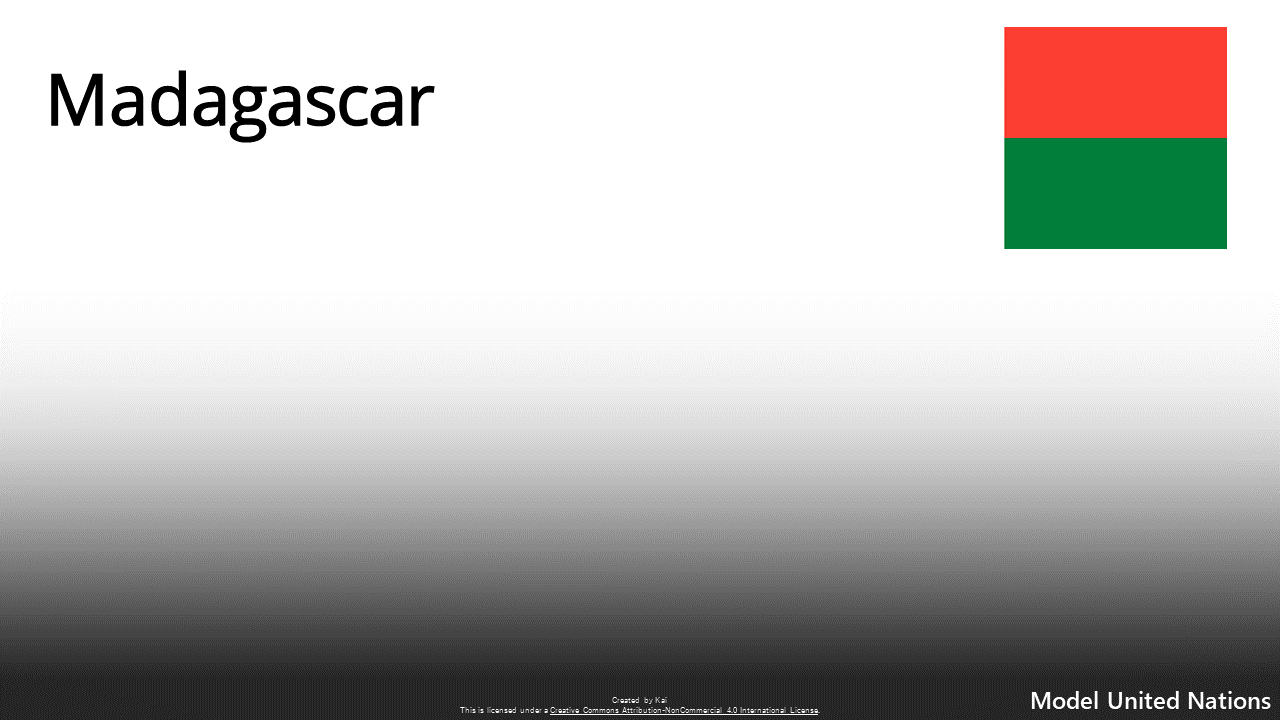 Madagascar
Created by Kai
This is licensed under a Creative Commons Attribution-NonCommercial 4.0 International License.
Model United Nations